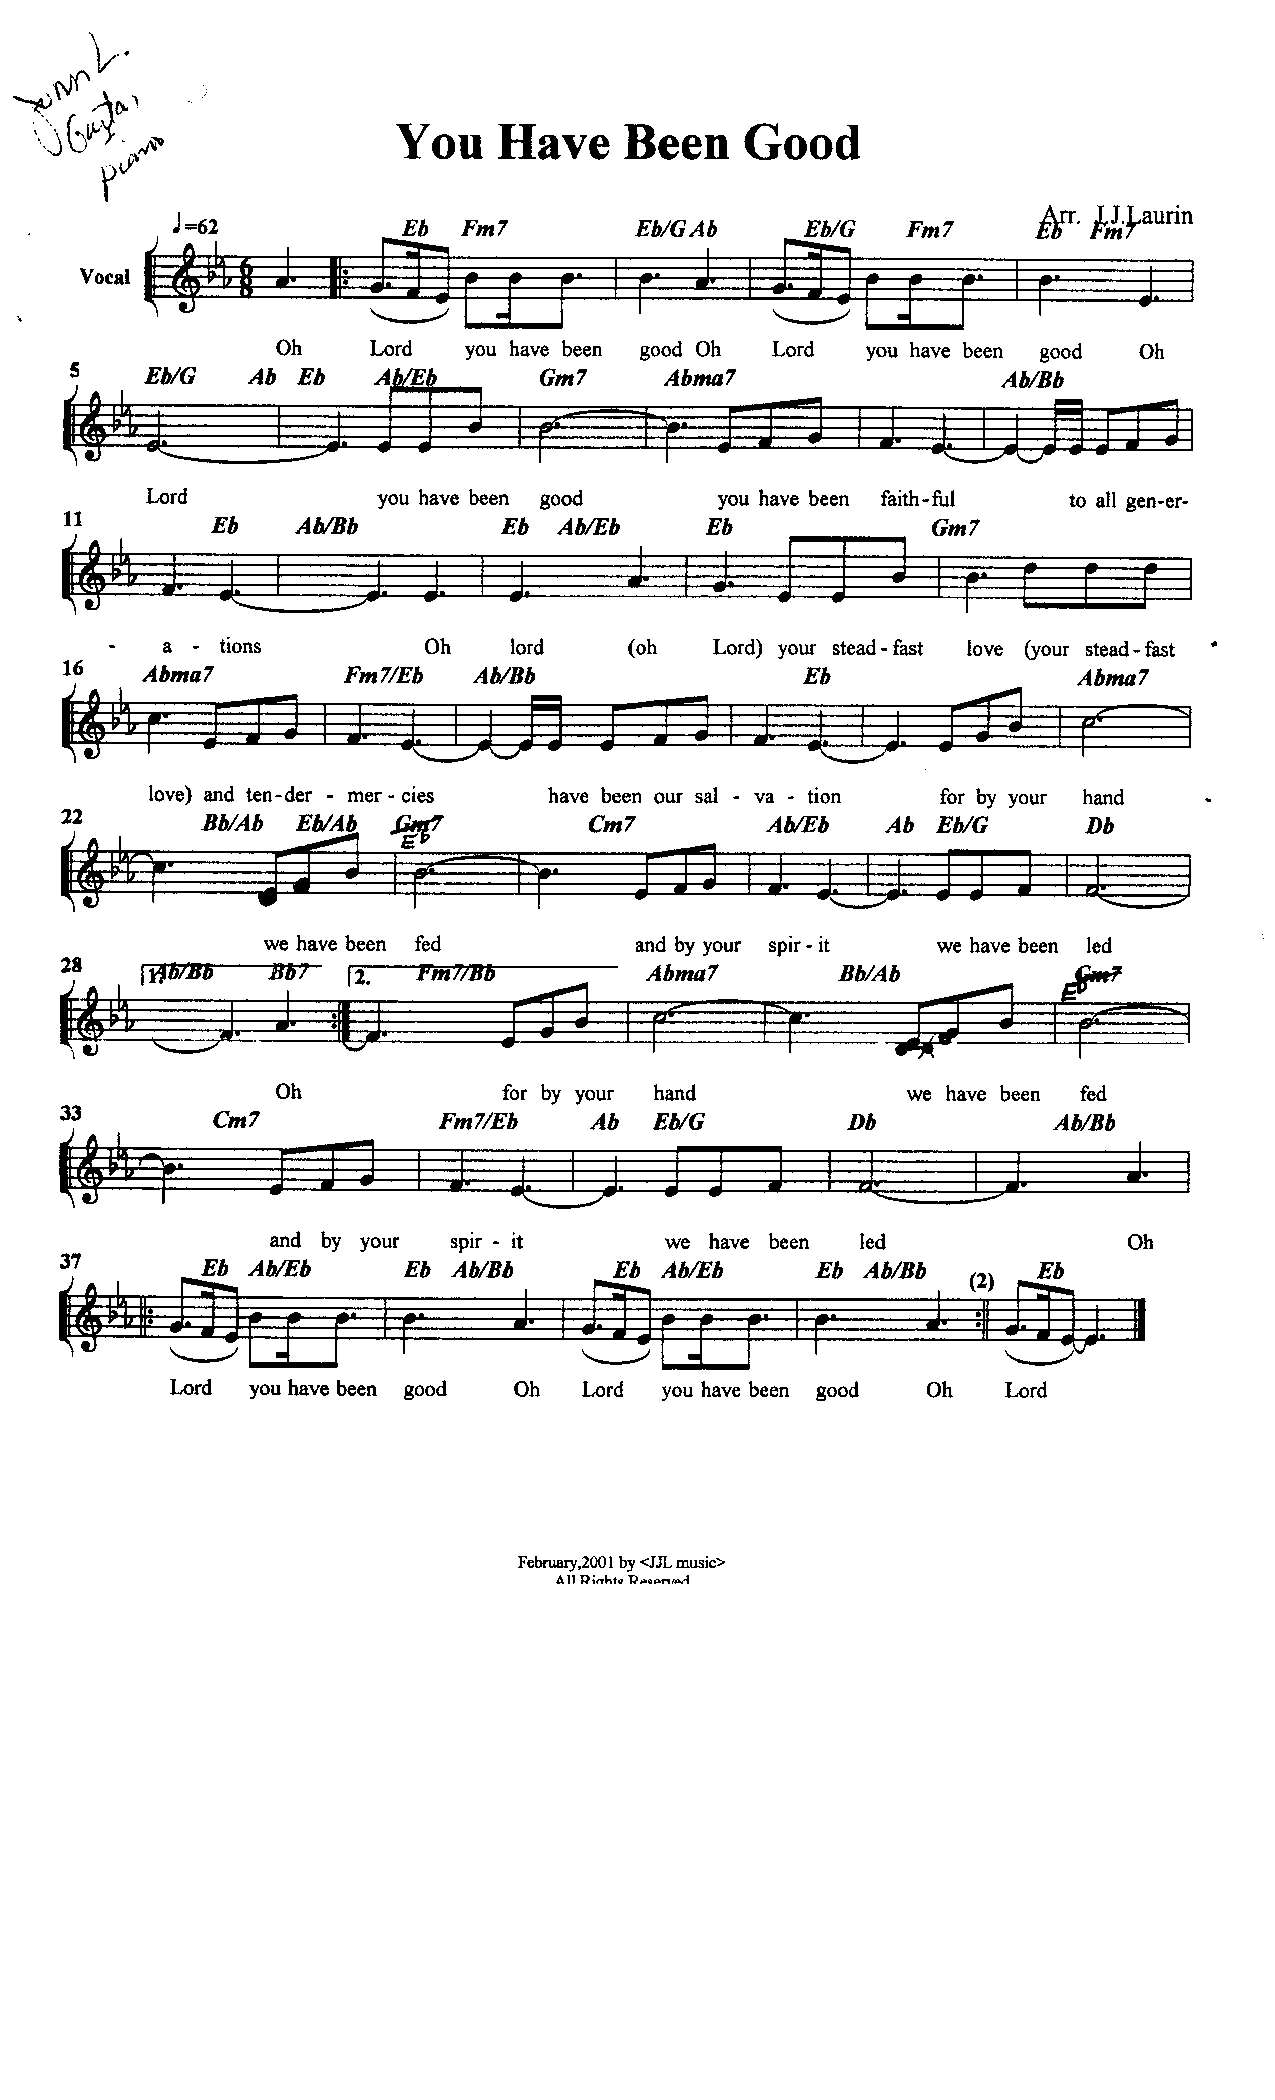 Jenn L.
piano
You Have Been Good
Arr. J.J.Laurin
♩=62 Eb Fm7 Eb/G Ab Eb/G Fm7 Eb Fm7
Vocal 6/8
Oh Lord you have been good Oh Lord you have been good Oh
5 Eb/G Ab Eb Ab/Eb Gm7 Abma7 Ab/Bb
Lord you have been good you have been faith-ful to all gen-er-
11 Eb Ab/Bb Eb Ab/Eb Eb Gm7
- a - tions Oh lord (oh Lord) your stead-fast love (your stead-fast
16 Abma7 Fm7/Eb Ab/Bb Eb Abma7
love) and ten-der - mer - cies have been our sal - va - tion for by your hand
22 Bb/Ab Eb/Ab Gm7 Cm7 Ab/Eb Ab Eb/G Db
Eb
we have been fed and by your spir - it we have been led
28 1. Ab/Bb Bb7 2. Fm7/Bb Abma7 Bb/Ab Gm7
Eb
Oh for by your hand we have been fed
33 Cm7 Fm7/Eb Ab Eb/G Db Ab/Bb
and by your spir - it we have been led Oh
37 Eb Ab/Eb Eb Ab/Bb Eb Ab/Eb Eb Ab/Bb (2) Eb
Lord you have been good Oh Lord you have been good Oh Lord
February,2001 by <JJL music>
All Rights Reserved